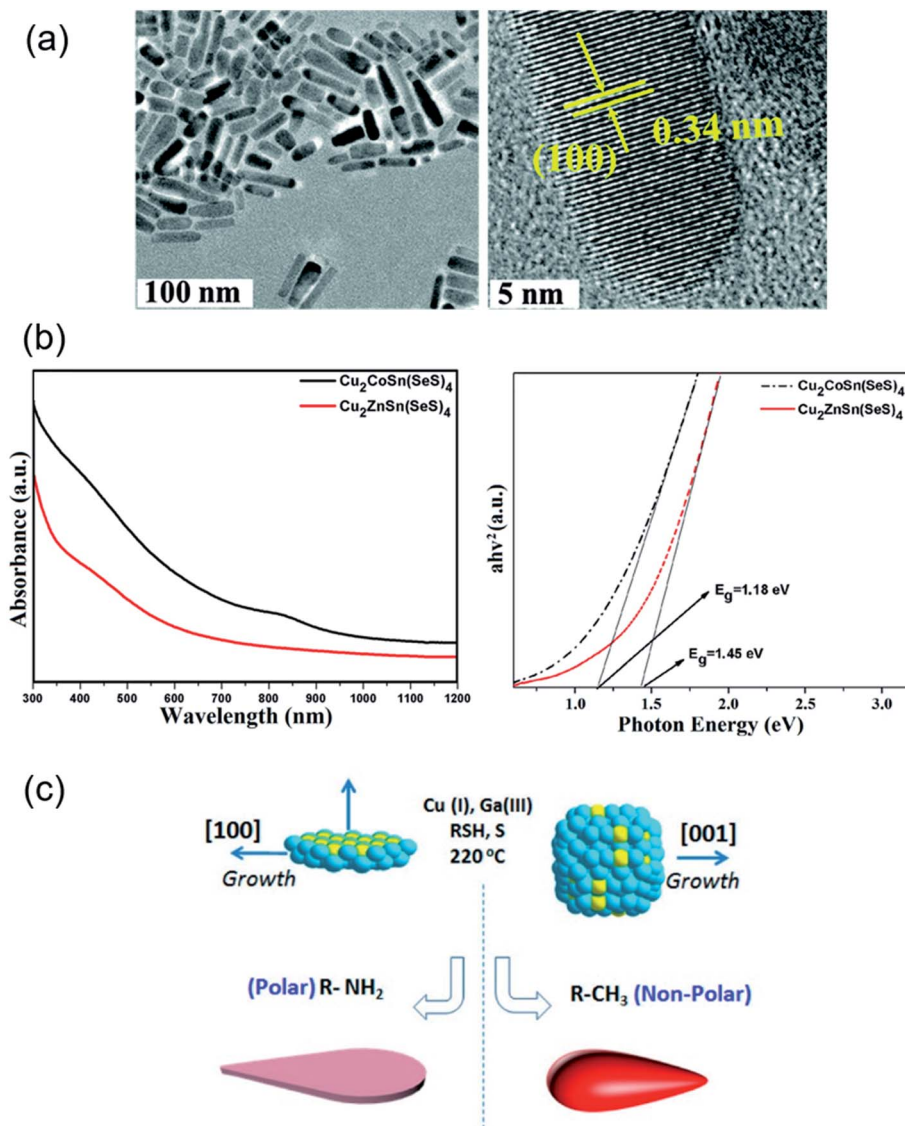 (a)
100 nm
(100)
0.34 nm
5 nm
(b)
Absorbance (a.u.)
Cu₂CoSn(SeS)₄
Cu₂ZnSn(SeS)₄
300 400 500 600 700 800 900 1000 1100 1200
Wavelength (nm)
ahv² (a.u.)
Cu₂CoSn(SeS)₄
Cu₂ZnSn(SeS)₄
E_g=1.18 eV
E_g=1.45 eV
1.0 1.5 2.0 2.5 3.0
Photon Energy (eV)
(c)
[100]
Growth
Cu (I), Ga(III)
RSH, S
220 °C
[001]
Growth
(Polar) R- NH₂
R-CH₃ (Non-Polar)